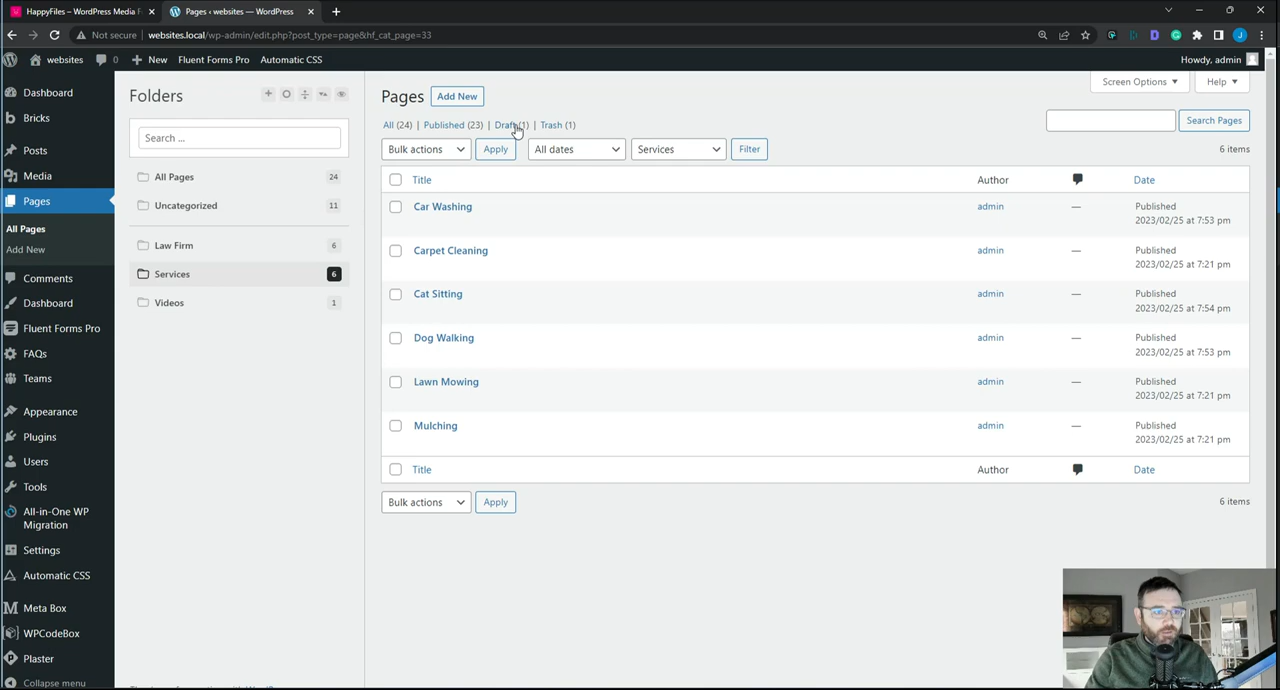 HappyFiles – WordPress Media F
Pages ‹ websites — WordPress
Not secure
websites.local/wp-admin/edit.php?post_type=page&hf_cat_page=33
websites
0
New
Fluent Forms Pro
Automatic CSS
Howdy, admin
Dashboard
Bricks
Posts
Media
Pages
All Pages
Add New
Comments
Dashboard
Fluent Forms Pro
FAQs
Teams
Appearance
Plugins
Users
Tools
All-in-One WP
Migration
Settings
Automatic CSS
Meta Box
WPCodeBox
Plaster
Collapse menu
Folders
Search ...
All Pages 24
Uncategorized 11
Law Firm 6
Services 6
Videos 1
Screen Options
Help
Pages
Add New
All (24) | Published (23) | Draft (1) | Trash (1)
Search Pages
Bulk actions
Apply
All dates
Services
Filter
6 items
Title Author Date
Car Washing admin — Published
2023/02/25 at 7:53 pm
Carpet Cleaning admin — Published
2023/02/25 at 7:21 pm
Cat Sitting admin — Published
2023/02/25 at 7:54 pm
Dog Walking admin — Published
2023/02/25 at 7:53 pm
Lawn Mowing admin — Published
2023/02/25 at 7:21 pm
Mulching admin — Published
2023/02/25 at 7:21 pm
Title Author Date
Bulk actions
Apply
6 items